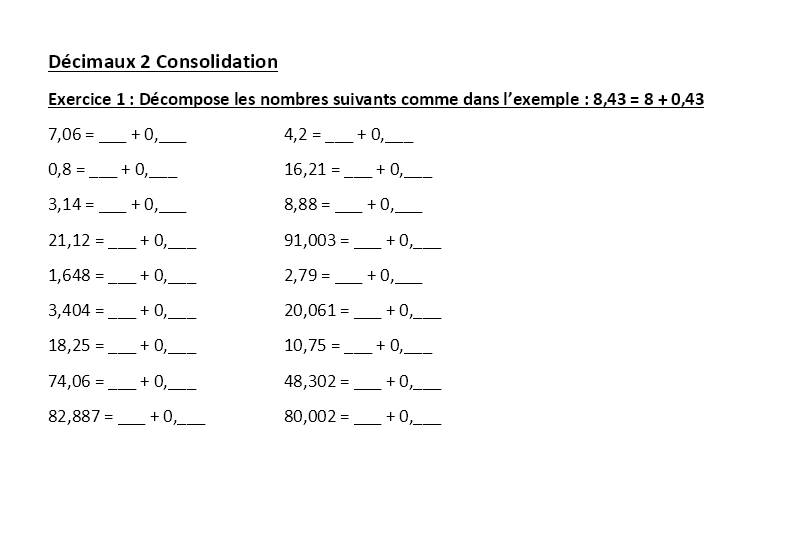 Décimaux 2 Consolidation
Exercice 1 : Décompose les nombres suivants comme dans l’exemple : 8,43 = 8 + 0,43
7,06 = ___ + 0,___ 4,2 = ___ + 0,___
0,8 = ___ + 0,___ 16,21 = ___ + 0,___
3,14 = ___ + 0,___ 8,88 = ___ + 0,___
21,12 = ___ + 0,___ 91,003 = ___ + 0,___
1,648 = ___ + 0,___ 2,79 = ___ + 0,___
3,404 = ___ + 0,___ 20,061 = ___ + 0,___
18,25 = ___ + 0,___ 10,75 = ___ + 0,___
74,06 = ___ + 0,___ 48,302 = ___ + 0,___
82,887 = ___ + 0,___ 80,002 = ___ + 0,___